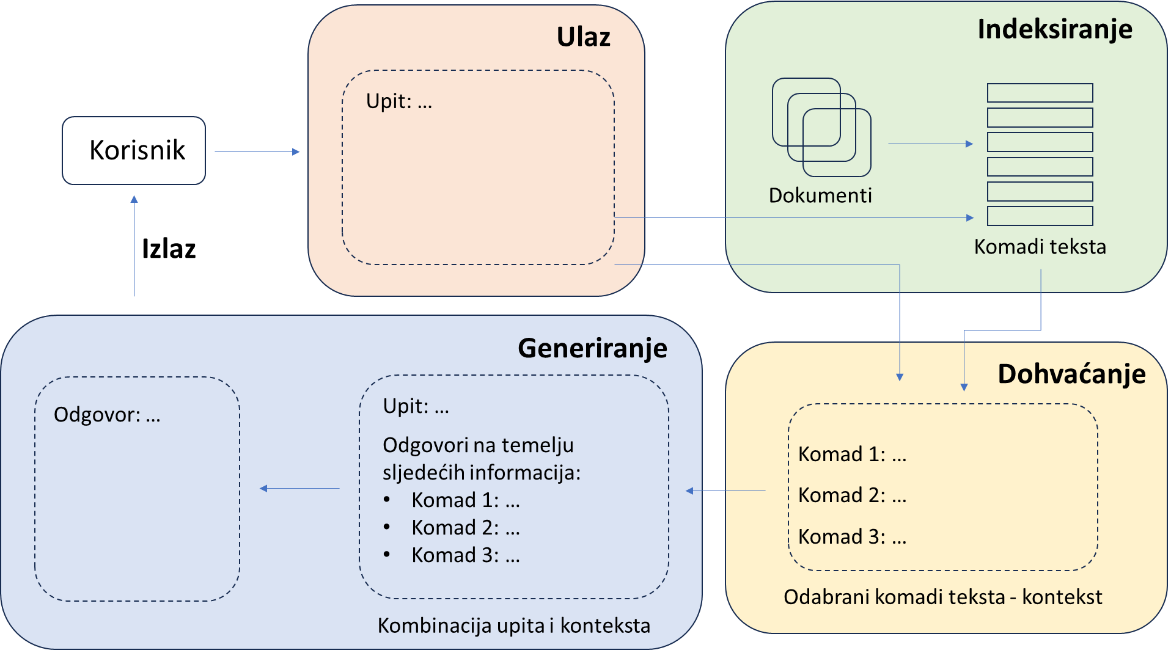 Ulaz
Upit: ...
Korisnik
Izlaz
Indeksiranje
Dokumenti
Komadi teksta
Dohvaćanje
Komad 1: ...
Komad 2: ...
Komad 3: ...
Odabrani komadi teksta - kontekst
Generiranje
Upit: ...
Odgovori na temelju
sljedećih informacija:
• Komad 1: ...
• Komad 2: ...
• Komad 3: ...
Kombinacija upita i konteksta
Odgovor: ...